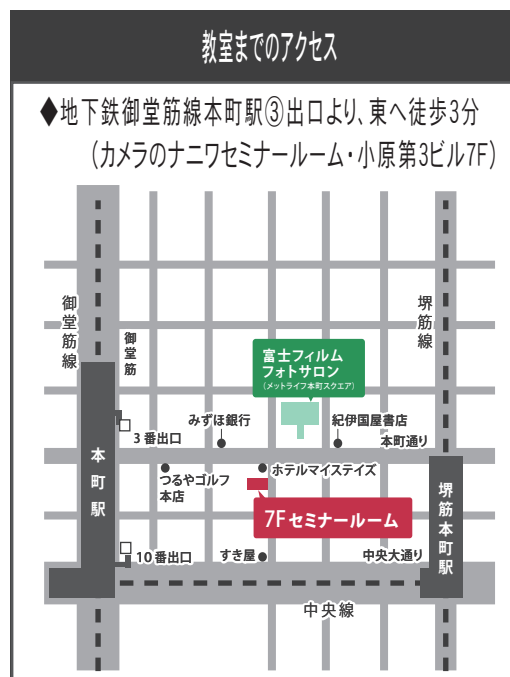 教室までのアクセス
◆地下鉄御堂筋線本町駅③出口より、東へ徒歩3分
(カメラのナニワセミナールーム・小原第3ビル7F)
御堂筋線
御堂筋
堺筋線
富士フィルム
フォトサロン
(メットライフ本町スクエア)
みずほ銀行
紀伊国屋書店
3番出口
本町通り
本町駅
つるやゴルフ
本店
ホテルマイステイズ
堺筋本町駅
7Fセミナールーム
10番出口
すき屋
中央大通り
中央線